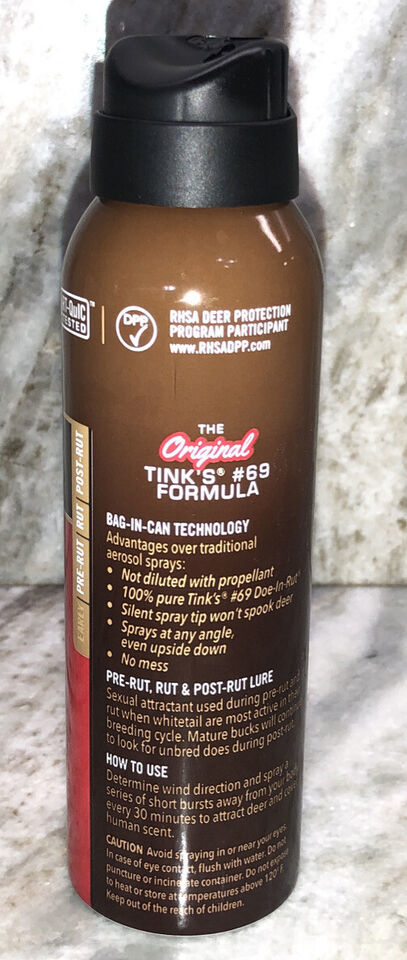 RT-QuIC™
TESTED
DPP
RHSA DEER PROTECTION
PROGRAM PARTICIPANT
www.RHSADPP.com
EARLY PRE-RUT RUT POST-RUT
THE
Original
TINK'S® #69
FORMULA
BAG-IN-CAN TECHNOLOGY
Advantages over traditional
aerosol sprays:
• Not diluted with propellant
• 100% pure Tink's® #69 Doe-In-Rut®
• Silent spray tip won't spook deer
• Sprays at any angle,
even upside down
• No mess
PRE-RUT, RUT & POST-RUT LURE
Sexual attractant used during pre-rut and
rut when whitetail are most active in their
breeding cycle. Mature bucks will continue
to look for unbred does during post-rut.
HOW TO USE
Determine wind direction and spray a
series of short bursts away from your body
every 30 minutes to attract deer and cover
human scent.
CAUTION Avoid spraying in or near your eyes.
In case of eye contact, flush with water. Do not
puncture or incinerate container. Do not expose
to heat or store at temperatures above 120° F.
Keep out of the reach of children.